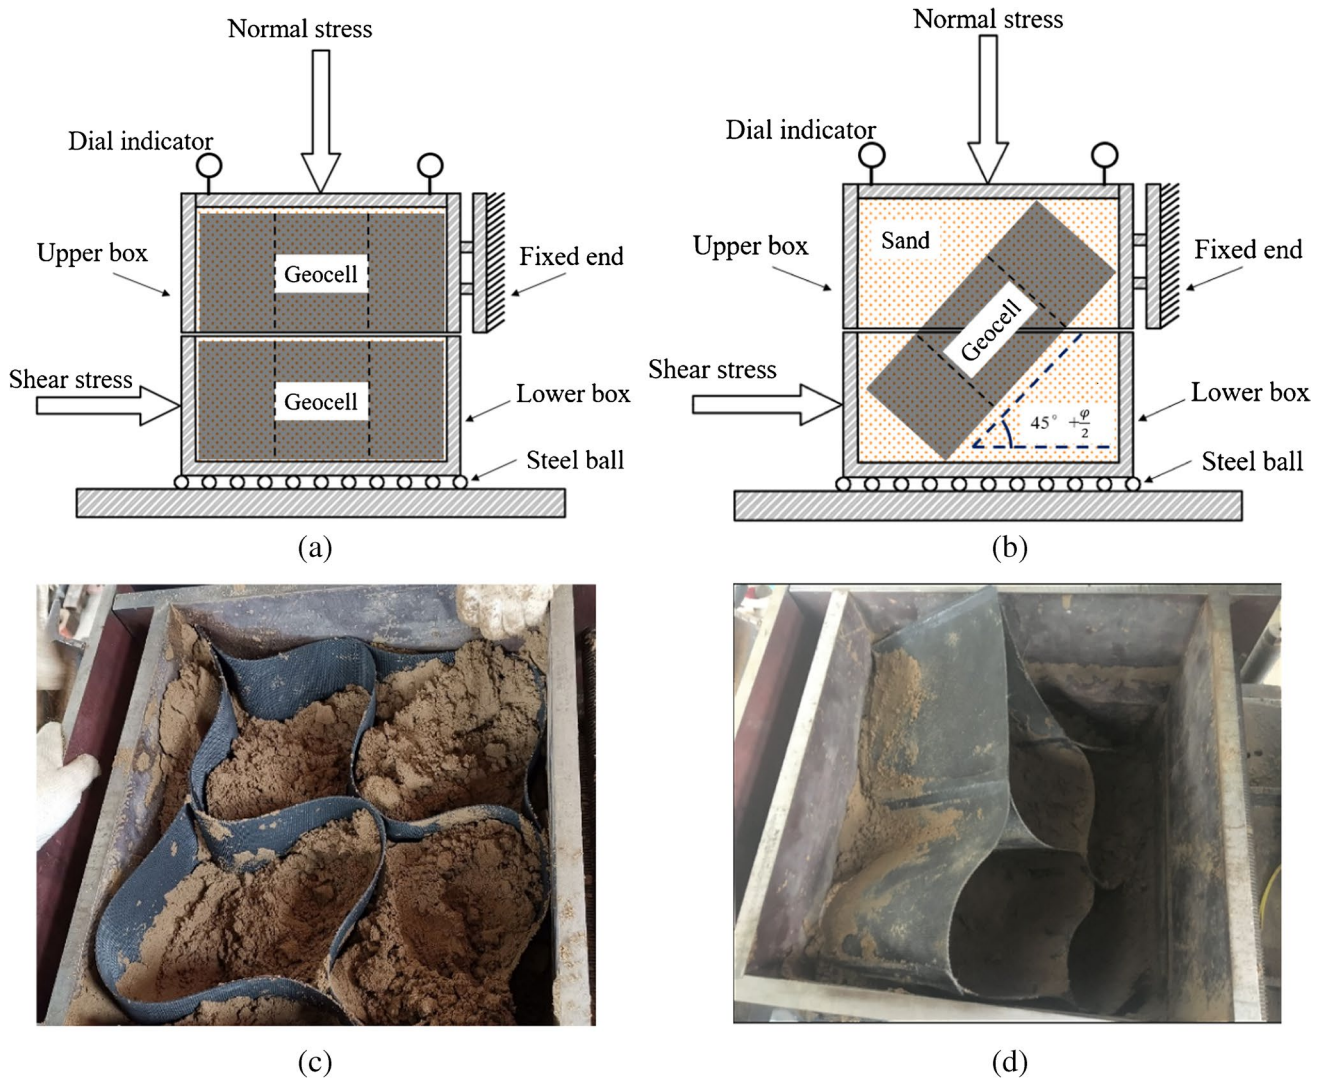 Normal stress
Dial indicator
Upper box
Geocell
Fixed end
Shear stress
Geocell
Lower box
Steel ball
(a)
Normal stress
Dial indicator
Sand
Upper box
Geocell
Fixed end
Shear stress
45° +φ/2
Lower box
Steel ball
(b)
(c)
(d)